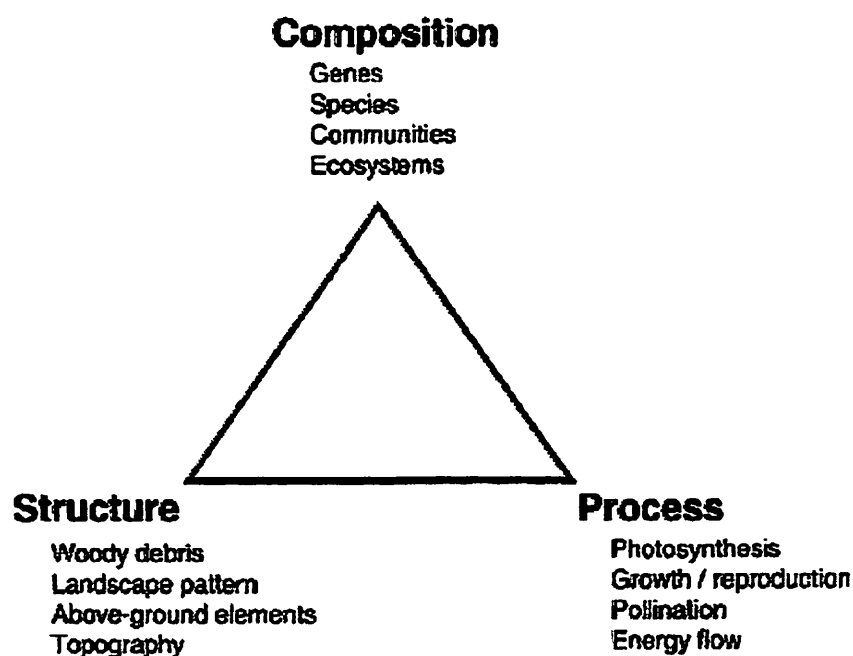 Composition
Genes
Species
Communities
Ecosystems
Structure
Woody debris
Landscape pattern
Above-ground elements
Topography
Process
Photosynthesis
Growth / reproduction
Pollination
Energy flow